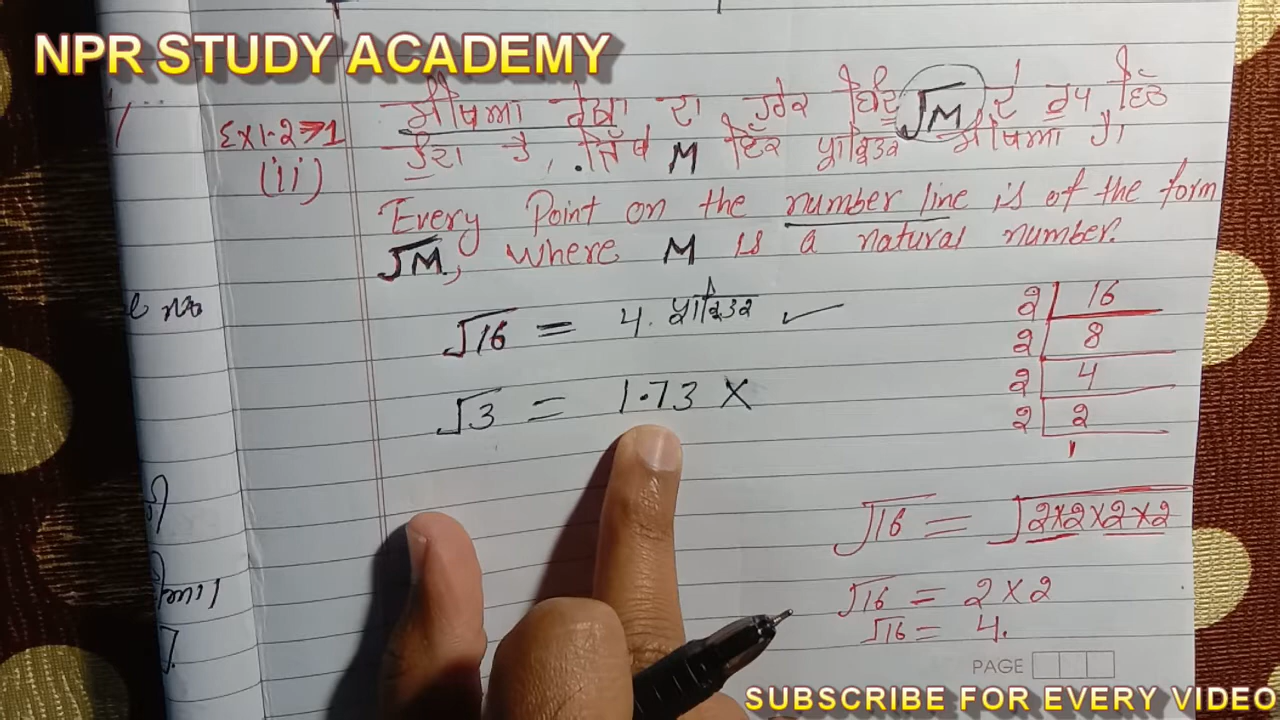 NPR STUDY ACADEMY
Ex 1.2 ⇒ 1
(ii)
ਸੰਖਿਆ ਰੇਖਾ ਦਾ ਹਰੇਕ ਬਿੰਦੂ √M ਦੇ ਰੂਪ ਵਿੱਚ
ਹੁੰਦਾ ਹੈ, ਜਿੱਥੇ M ਇੱਕ ਪ੍ਰਾਕ੍ਰਿਤਕ ਸੰਖਿਆ ਹੈ।
Every Point on the number line is of the form
√M, where M is a natural number.
√16 = 4. ਪ੍ਰਾਕ੍ਰਿਤਕ ✓
√3 = 1.73 X
2 | 16
2 | 8
2 | 4
2 | 2
1
√16 = √2×2×2×2
√16 = 2×2
√16 = 4.
PAGE
SUBSCRIBE FOR EVERY VIDEO